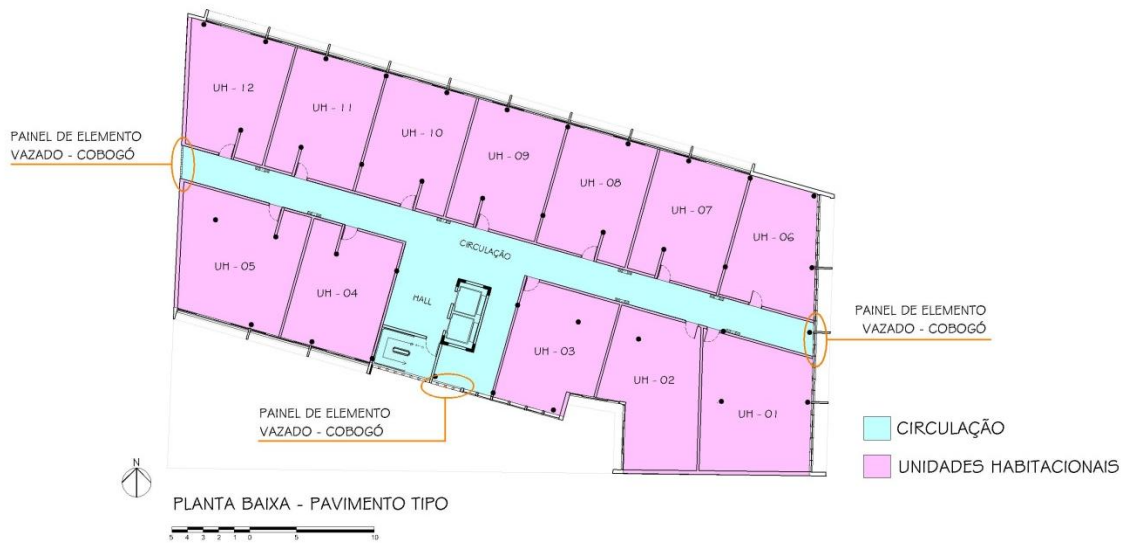 UH - 12
UH - 11
UH - 10
UH - 09
UH - 08
UH - 07
UH - 06
PAINEL DE ELEMENTO
VAZADO - COBOGÓ
CIRCULAÇÃO
UH - 05
UH - 04
HALL
UH - 03
UH - 02
UH - 01
PAINEL DE ELEMENTO
VAZADO - COBOGÓ
PAINEL DE ELEMENTO
VAZADO - COBOGÓ
CIRCULAÇÃO
UNIDADES HABITACIONAIS
N
PLANTA BAIXA - PAVIMENTO TIPO
5 4 3 2 1 0 5 10